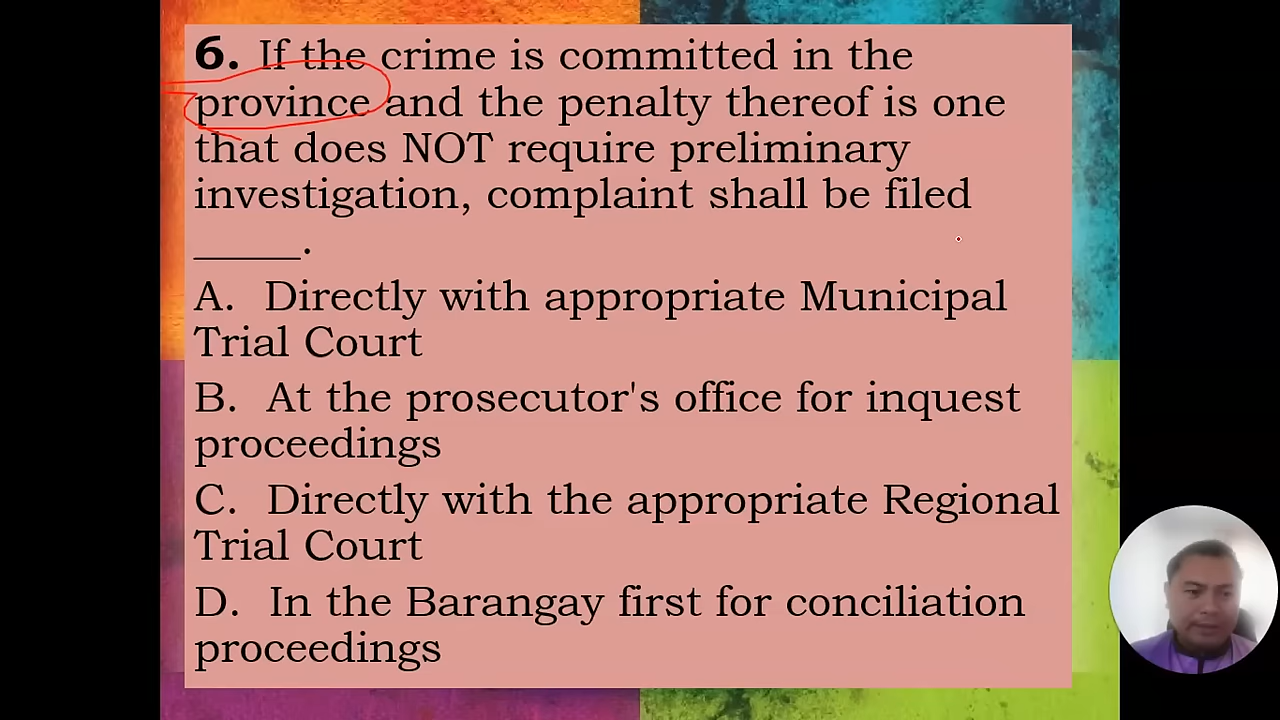 6. If the crime is committed in the
province and the penalty thereof is one
that does NOT require preliminary
investigation, complaint shall be filed
_____.
A. Directly with appropriate Municipal
Trial Court
B. At the prosecutor's office for inquest
proceedings
C. Directly with the appropriate Regional
Trial Court
D. In the Barangay first for conciliation
proceedings